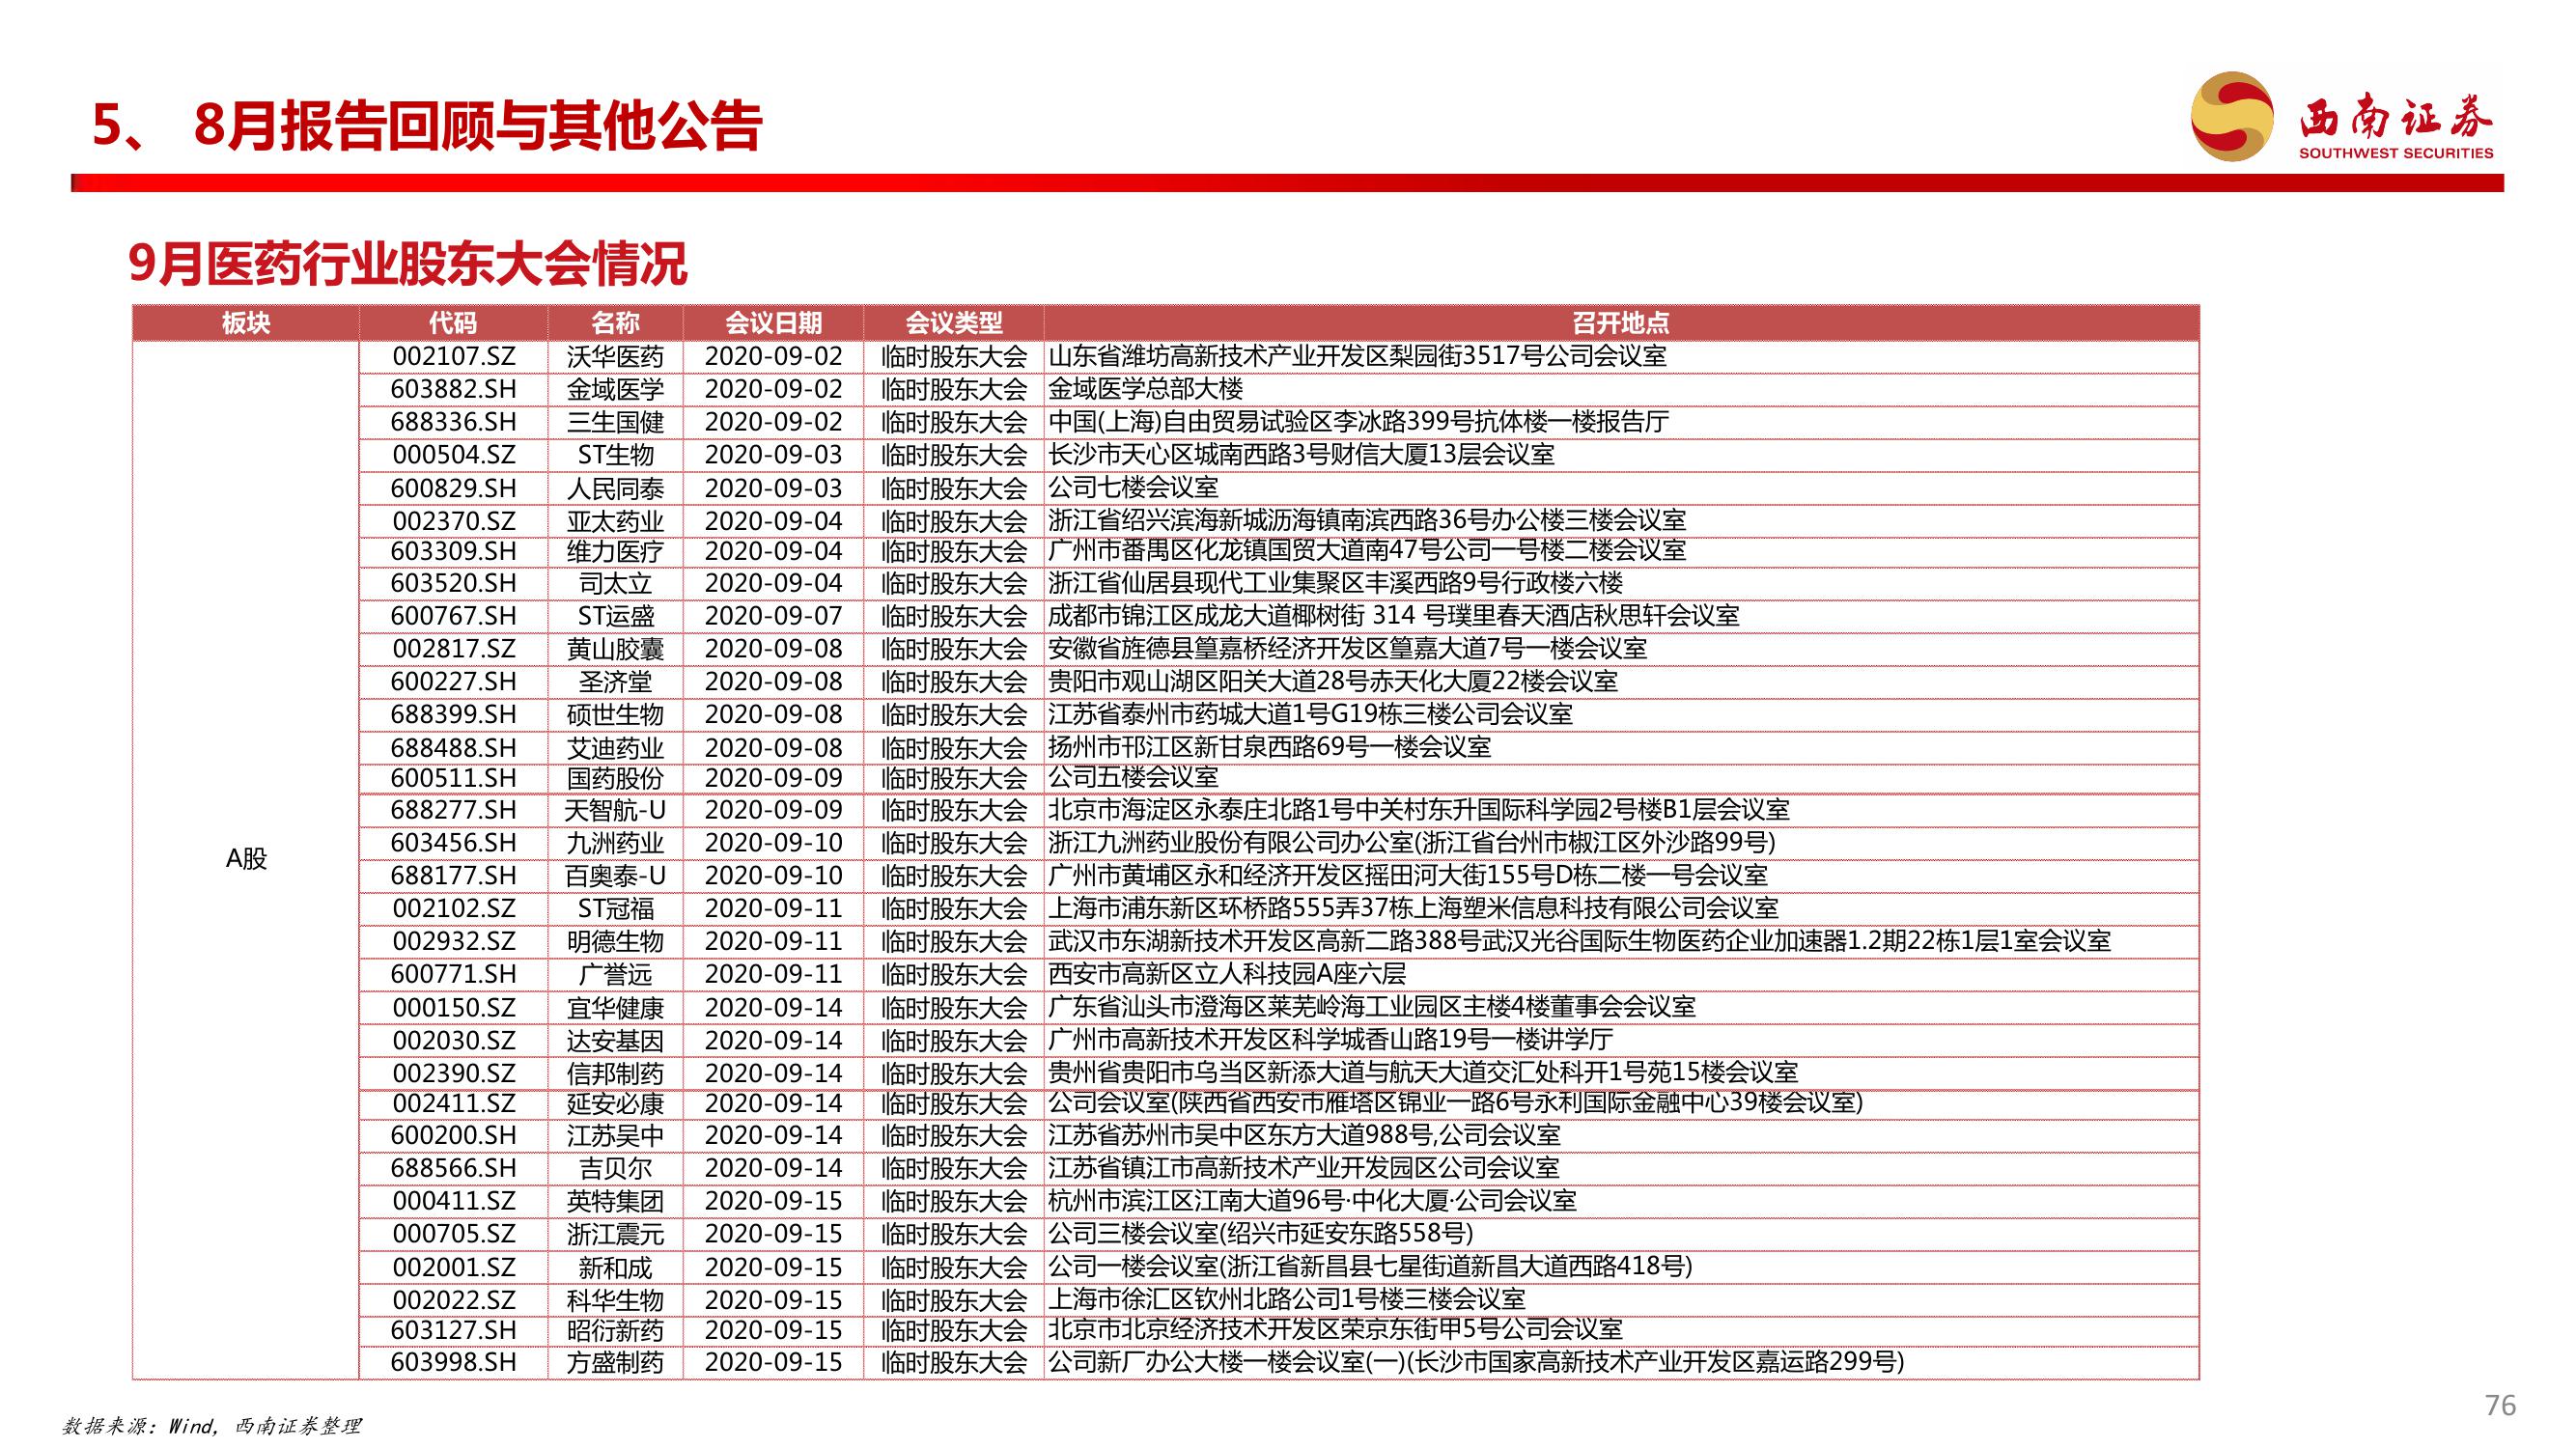 5、 8月报告回顾与其他公告
西南证券
SOUTHWEST SECURITIES
9月医药行业股东大会情况
板块 代码 名称 会议日期 会议类型 召开地点
002107.SZ 沃华医药 2020-09-02 临时股东大会 山东省潍坊高新技术产业开发区梨园街3517号公司会议室
603882.SH 金域医学 2020-09-02 临时股东大会 金域医学总部大楼
688336.SH 三生国健 2020-09-02 临时股东大会 中国(上海)自由贸易试验区李冰路399号抗体楼一楼报告厅
000504.SZ ST生物 2020-09-03 临时股东大会 长沙市天心区城南西路3号财信大厦13层会议室
600829.SH 人民同泰 2020-09-03 临时股东大会 公司七楼会议室
002370.SZ 亚太药业 2020-09-04 临时股东大会 浙江省绍兴滨海新城沥海镇南滨西路36号办公楼三楼会议室
603309.SH 维力医疗 2020-09-04 临时股东大会 广州市番禺区化龙镇国贸大道南47号公司一号楼二楼会议室
603520.SH 司太立 2020-09-04 临时股东大会 浙江省仙居县现代工业集聚区丰溪西路9号行政楼六楼
600767.SH ST运盛 2020-09-07 临时股东大会 成都市锦江区成龙大道椰树街 314 号璞里春天酒店秋思轩会议室
002817.SZ 黄山胶囊 2020-09-08 临时股东大会 安徽省旌德县篁嘉桥经济开发区篁嘉大道7号一楼会议室
600227.SH 圣济堂 2020-09-08 临时股东大会 贵阳市观山湖区阳关大道28号赤天化大厦22楼会议室
688399.SH 硕世生物 2020-09-08 临时股东大会 江苏省泰州市药城大道1号G19栋三楼公司会议室
688488.SH 艾迪药业 2020-09-08 临时股东大会 扬州市邗江区新甘泉西路69号一楼会议室
600511.SH 国药股份 2020-09-09 临时股东大会 公司五楼会议室
688277.SH 天智航-U 2020-09-09 临时股东大会 北京市海淀区永泰庄北路1号中关村东升国际科学园2号楼B1层会议室
603456.SH 九洲药业 2020-09-10 临时股东大会 浙江九洲药业股份有限公司办公室(浙江省台州市椒江区外沙路99号)
A股
688177.SH 百奥泰-U 2020-09-10 临时股东大会 广州市黄埔区永和经济开发区摇田河大街155号D栋二楼一号会议室
002102.SZ ST冠福 2020-09-11 临时股东大会 上海市浦东新区环桥路555弄37栋上海塑米信息科技有限公司会议室
002932.SZ 明德生物 2020-09-11 临时股东大会 武汉市东湖新技术开发区高新二路388号武汉光谷国际生物医药企业加速器1.2期22栋1层1室会议室
600771.SH 广誉远 2020-09-11 临时股东大会 西安市高新区立人科技园A座六层
000150.SZ 宜华健康 2020-09-14 临时股东大会 广东省汕头市澄海区莱芜岭海工业园区主楼4楼董事会会议室
002030.SZ 达安基因 2020-09-14 临时股东大会 广州市高新技术开发区科学城香山路19号一楼讲学厅
002390.SZ 信邦制药 2020-09-14 临时股东大会 贵州省贵阳市乌当区新添大道与航天大道交汇处科开1号苑15楼会议室
002411.SZ 延安必康 2020-09-14 临时股东大会 公司会议室(陕西省西安市雁塔区锦业一路6号永利国际金融中心39楼会议室)
600200.SH 江苏吴中 2020-09-14 临时股东大会 江苏省苏州市吴中区东方大道988号,公司会议室
688566.SH 吉贝尔 2020-09-14 临时股东大会 江苏省镇江市高新技术产业开发园区公司会议室
000411.SZ 英特集团 2020-09-15 临时股东大会 杭州市滨江区江南大道96号·中化大厦·公司会议室
000705.SZ 浙江震元 2020-09-15 临时股东大会 公司三楼会议室(绍兴市延安东路558号)
002001.SZ 新和成 2020-09-15 临时股东大会 公司一楼会议室(浙江省新昌县七星街道新昌大道西路418号)
002022.SZ 科华生物 2020-09-15 临时股东大会 上海市徐汇区钦州北路公司1号楼三楼会议室
603127.SH 昭衍新药 2020-09-15 临时股东大会 北京市北京经济技术开发区荣京东街甲5号公司会议室
603998.SH 方盛制药 2020-09-15 临时股东大会 公司新厂办公大楼一楼会议室(一)(长沙市国家高新技术产业开发区嘉运路299号)
数据来源：Wind，西南证券整理
76